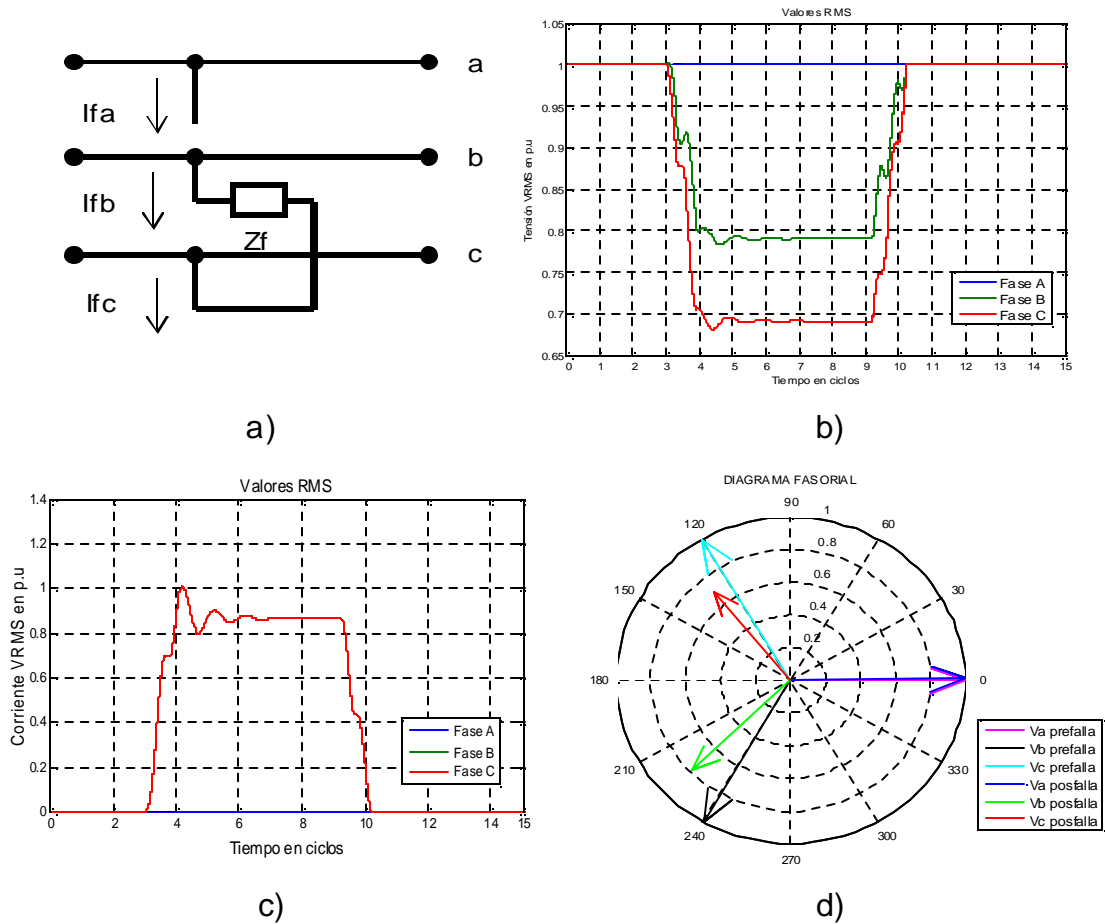 a
Ifa
b
Ifb
Zf
c
Ifc
a)
Valores RMS
Tensión VRMS en p.u
1.05
1
0.95
0.9
0.85
0.8
0.75
0.7
0.65
Fase A
Fase B
Fase C
0 1 2 3 4 5 6 7 8 9 10 11 12 13 14 15
Tiempo en ciclos
b)
Valores RMS
Corriente VRMS en p.u
1.4
1.2
1
0.8
0.6
0.4
0.2
0
Fase A
Fase B
Fase C
0 2 4 6 8 10 12 14 15
Tiempo en ciclos
c)
DIAGRAMA FASORIAL
90
120 1 60
0.8
0.6
150 0.4 30
0.2
180 0
210 330
240 300
270
Va prefalla
Vb prefalla
Vc prefalla
Va posfalla
Vb posfalla
Vc posfalla
d)